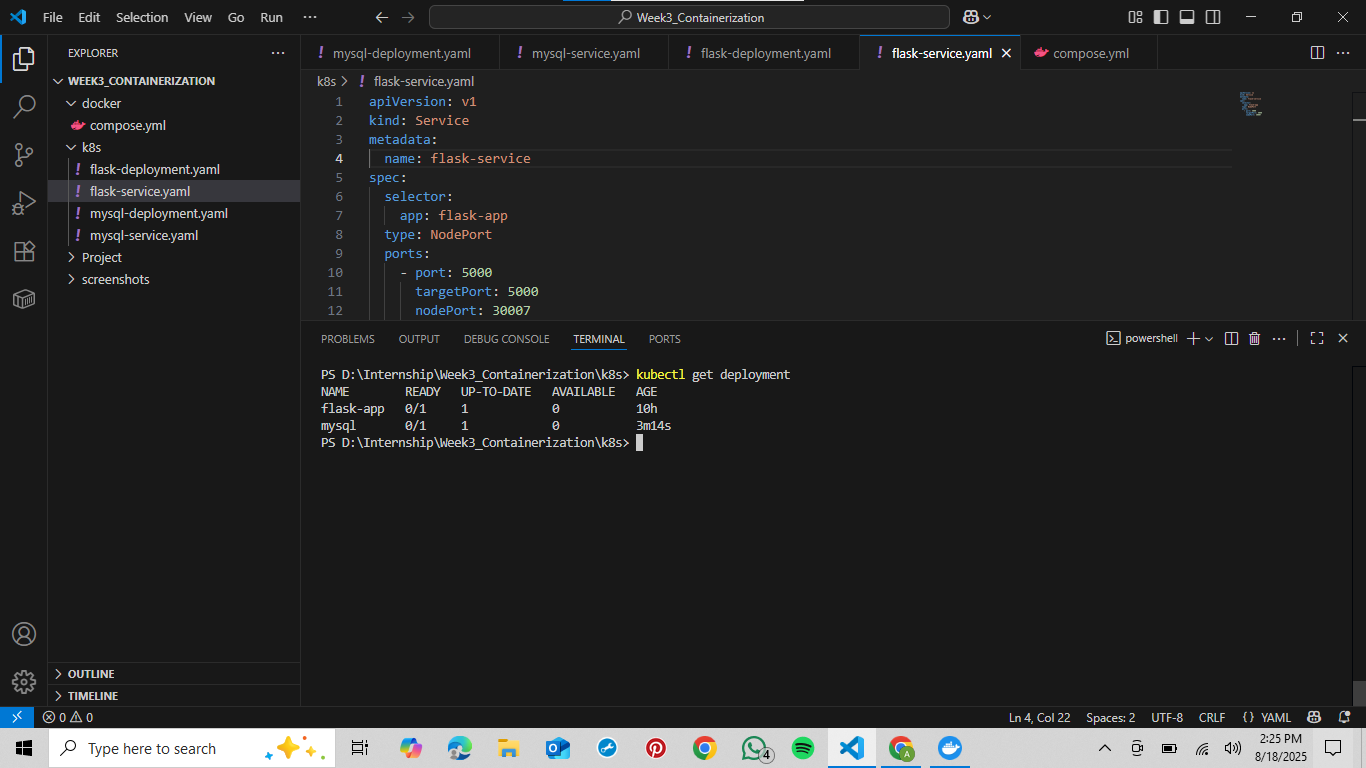 File Edit Selection View Go Run ··· Week3_Containerization
EXPLORER ···
WEEK3_CONTAINERIZATION
docker
compose.yml
k8s
flask-deployment.yaml
flask-service.yaml
mysql-deployment.yaml
mysql-service.yaml
Project
screenshots
OUTLINE
TIMELINE
! mysql-deployment.yaml ! mysql-service.yaml ! flask-deployment.yaml ! flask-service.yaml compose.yml ···
k8s > ! flask-service.yaml
1 apiVersion: v1
2 kind: Service
3 metadata:
4 name: flask-service
5 spec:
6 selector:
7 app: flask-app
8 type: NodePort
9 ports:
10 - port: 5000
11 targetPort: 5000
12 nodePort: 30007
PROBLEMS OUTPUT DEBUG CONSOLE TERMINAL PORTS powershell ···
PS D:\Internship\Week3_Containerization\k8s> kubectl get deployment
NAME READY UP-TO-DATE AVAILABLE AGE
flask-app 0/1 1 0 10h
mysql 0/1 1 0 3m14s
PS D:\Internship\Week3_Containerization\k8s>
0 0 Ln 4, Col 22 Spaces: 2 UTF-8 CRLF {} YAML
Type here to search
4
A
2:25 PM
8/18/2025